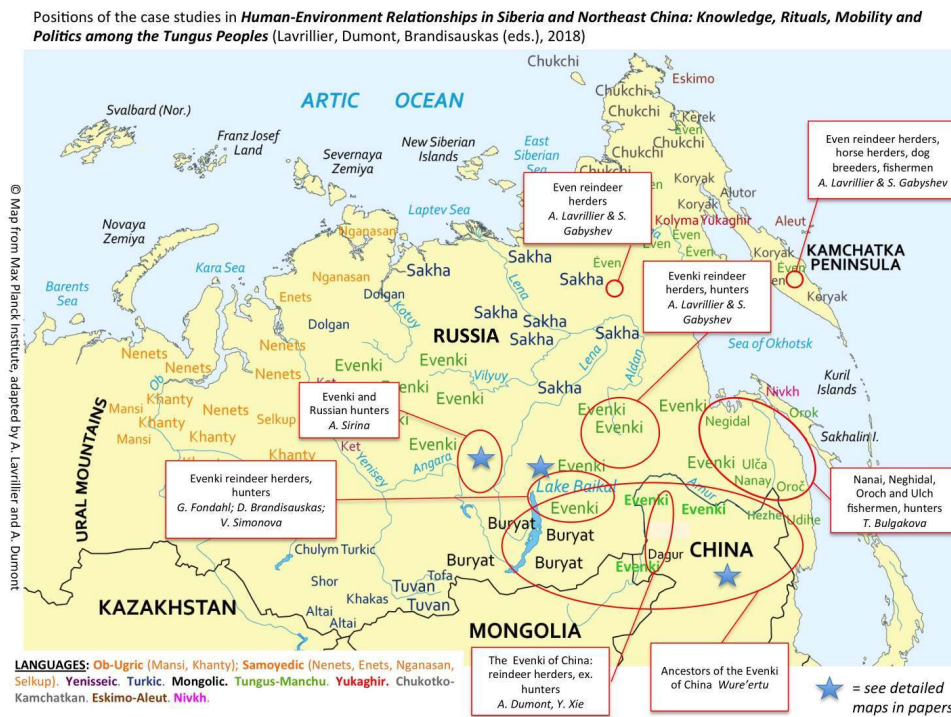 Positions of the case studies in Human-Environment Relationships in Siberia and Northeast China: Knowledge, Rituals, Mobility and
Politics among the Tungus Peoples (Lavrillier, Dumont, Brandisauskas (eds.), 2018)
© Map from Max Planck Institute, adapted by A. Lavrillier and A. Dumont
Chukchi
Eskimo
Chukchi
Svalbard (Nor.)
ARTIC OCEAN
Chukchi
Kerek
Even
Franz Josef
Land
New Siberian
Islands
East
Siberian
Sea
Chukchi
Chukchi
Severnaya
Zemiya
Chukchi
Even reindeer herders,
horse herders, dog
breeders, fishermen
A. Lavrillier & S.
Gabyshev
Even reindeer
herders
A. Lavrillier & S.
Gabyshev
Koryak
Alutor
Koryak
Laptev Sea
Kolyma Yukaghir
Aleut
Novaya
Zemiya
Nganasan
Even
Even
Even
Koryak
KAMCHATKA
PENINSULA
Kara Sea
Sakha
Sakha
Even
Even
Barents
Sea
Nganasan
Lena
Sakha
Evenki reindeer
herders, hunters
A. Lavrillier & S.
Gabyshev
Enets
Dolgan
Koryak
Kotuy
Dolgan
Sakha
Sakha
RUSSIA
Sakha
Sakha
Sea of Okhotsk
Nenets
Nenets
Evenki
Evenki
Lena
Aldan
Nenets
Nenets
Vilyuy
Ob
Kuril
Islands
Khanty
Evenki
Sakha
Nivkh
Mansi
Nenets
Evenki and
Russian hunters
A. Sirina
Evenki
Evenki
Evenki
Negidal
Orok
Khanty
Selkup
Mansi
Khanty
Sakhalin I.
Ket
Evenki
Khanty
URAL MOUNTAINS
Yenisey
Angara
Evenki
Evenki
Ulča
Nanay
Oroč
Evenki reindeer herders,
hunters
G. Fondahl; D. Brandisauskas;
V. Simonova
Lake Baikal
Evenki
Evenki
Amur
Evenki
Nanai, Neghidal,
Oroch and Ulch
fishermen, hunters
T. Bulgakova
Hezhe
Udihe
Buryat
Buryat
Chulym Turkic
Buryat
Buryat
Dagur
CHINA
Evenki
Shor
Tofa
Tuvan
Khakas
Tuvan
KAZAKHSTAN
Altai
Altai
MONGOLIA
LANGUAGES: Ob-Ugric (Mansi, Khanty); Samoyedic (Nenets, Enets, Nganasan,
Selkup). Yenisseic. Turkic. Mongolic. Tungus-Manchu. Yukaghir. Chukotko-
Kamchatkan. Eskimo-Aleut. Nivkh.
The Evenki of China:
reindeer herders, ex.
hunters
A. Dumont, Y. Xie
Ancestors of the Evenki
of China Wure'ertu
= see detailed
maps in papers